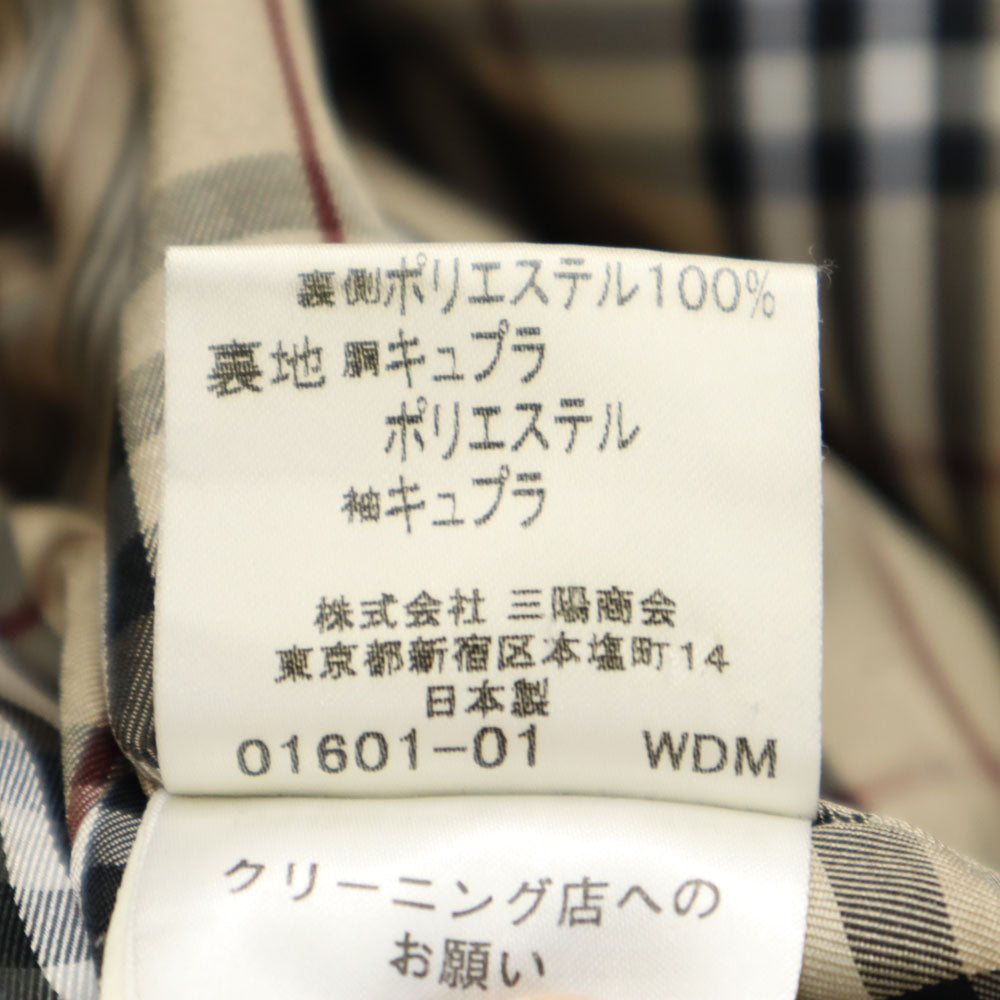 裏側ポリエステル100%
裏地 胴キュプラ
ポリエステル
袖キュプラ
株式会社 三陽商会
東京都新宿区本塩町14
日本製
01601-01 WDM
クリーニング店への
お願い